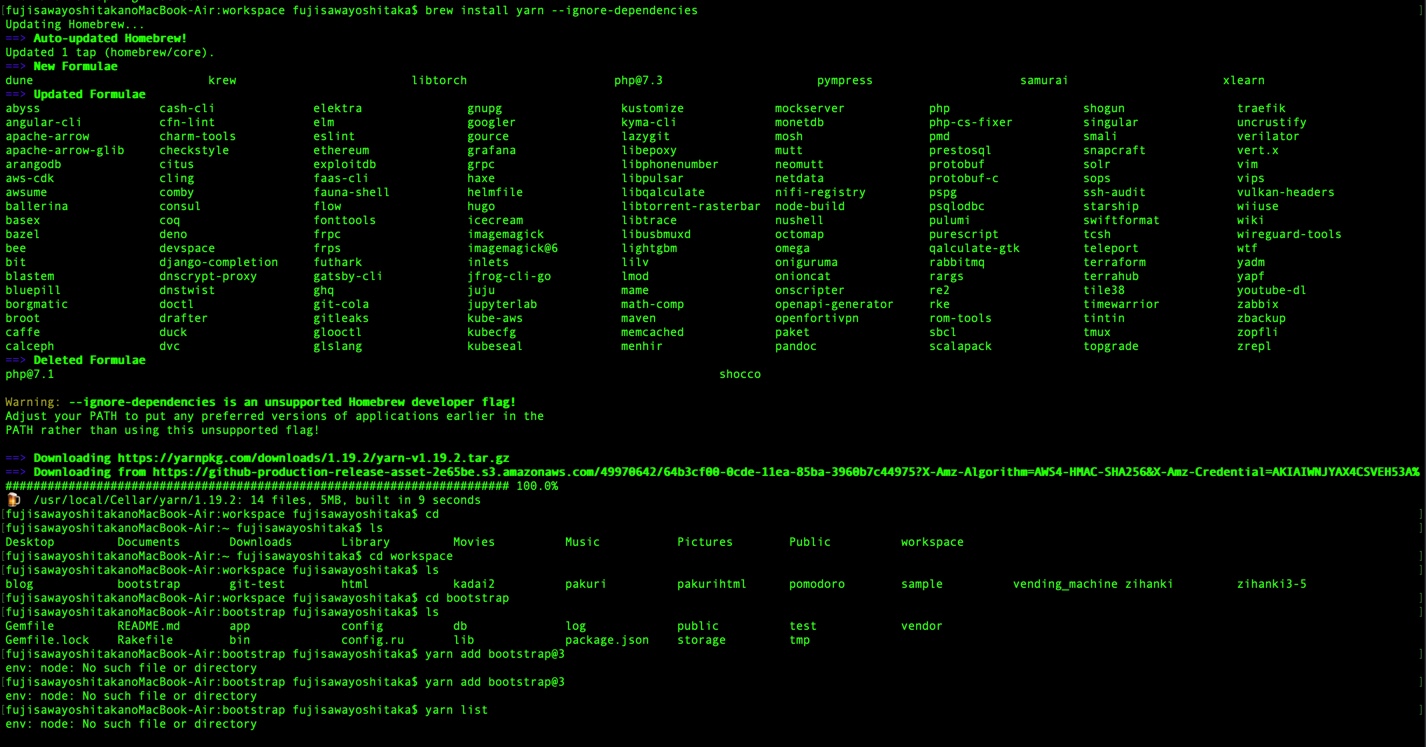 fujisawayoshitakanoMacBook-Air:workspace fujisawayoshitaka$ brew install yarn --ignore-dependencies
Updating Homebrew...
==> Auto-updated Homebrew!
Updated 1 tap (homebrew/core).
==> New Formulae
dune krew libtorch php@7.3 pympress samurai xlearn
==> Updated Formulae
abyss cash-cli elektra gnupg kustomize mockserver php shogun traefik
angular-cli cfn-lint elm googler kyma-cli monetdb php-cs-fixer singular uncrustify
apache-arrow charm-tools eslint gource lazygit mosh pmd smali verilator
apache-arrow-glib checkstyle ethereum grafana libepoxy mutt prestosql snapcraft vert.x
arangodb citus exploitdb grpc libphonenumber neomutt protobuf solr vim
aws-cdk cling faas-cli haxe libpulsar netdata protobuf-c sops vips
awsume comby fauna-shell helmfile libqalculate nifi-registry pspg ssh-audit vulkan-headers
ballerina consul flow hugo libtorrent-rasterbar node-build psqlodbc starship wiiuse
basex coq fonttools icecream libtrace nushell pulumi swiftformat wiki
bazel deno frpc imagemagick libusbmuxd octomap purescript tcsh wireguard-tools
bee devspace frps imagemagick@6 lightgbm omega qalculate-gtk teleport wtf
bit django-completion futhark inlets lilv oniguruma rabbitmq terraform yadm
blastem dnscrypt-proxy gatsby-cli jfrog-cli-go lmod onioncat rargs terrahub yapf
bluepill dnstwist ghq juju mame onscripter re2 tile38 youtube-dl
borgmatic doctl git-cola jupyterlab math-comp openapi-generator rke timewarrior zabbix
broot drafter gitleaks kube-aws maven openfortivpn rom-tools tintin zbackup
caffe duck glooctl kubecfg memcached paket sbcl tmux zopfli
calceph dvc glslang kubeseal menhir pandoc scalapack topgrade zrepl
==> Deleted Formulae
php@7.1 shocco
Warning: --ignore-dependencies is an unsupported Homebrew developer flag!
Adjust your PATH to put any preferred versions of applications earlier in the
PATH rather than using this unsupported flag!
==> Downloading https://yarnpkg.com/downloads/1.19.2/yarn-v1.19.2.tar.gz
==> Downloading from https://github-production-release-asset-2e65be.s3.amazonaws.com/49970642/64b3cf00-0cde-11ea-85ba-3960b7c44975?X-Amz-Algorithm=AWS4-HMAC-SHA256&X-Amz-Credential=AKIAIWNJYAX4CSVEH53A%
######################################################################## 100.0%
🍺 /usr/local/Cellar/yarn/1.19.2: 14 files, 5MB, built in 9 seconds
fujisawayoshitakanoMacBook-Air:workspace fujisawayoshitaka$ cd
fujisawayoshitakanoMacBook-Air:~ fujisawayoshitaka$ ls
Desktop Documents Downloads Library Movies Music Pictures Public workspace
fujisawayoshitakanoMacBook-Air:~ fujisawayoshitaka$ cd workspace
fujisawayoshitakanoMacBook-Air:workspace fujisawayoshitaka$ ls
blog bootstrap git-test html kadai2 pakuri pakurihtml pomodoro sample vending_machine zihanki zihanki3-5
fujisawayoshitakanoMacBook-Air:workspace fujisawayoshitaka$ cd bootstrap
fujisawayoshitakanoMacBook-Air:bootstrap fujisawayoshitaka$ ls
Gemfile README.md app config db log public test vendor
Gemfile.lock Rakefile bin config.ru lib package.json storage tmp
fujisawayoshitakanoMacBook-Air:bootstrap fujisawayoshitaka$ yarn add bootstrap@3
env: node: No such file or directory
fujisawayoshitakanoMacBook-Air:bootstrap fujisawayoshitaka$ yarn add bootstrap@3
env: node: No such file or directory
fujisawayoshitakanoMacBook-Air:bootstrap fujisawayoshitaka$ yarn list
env: node: No such file or directory